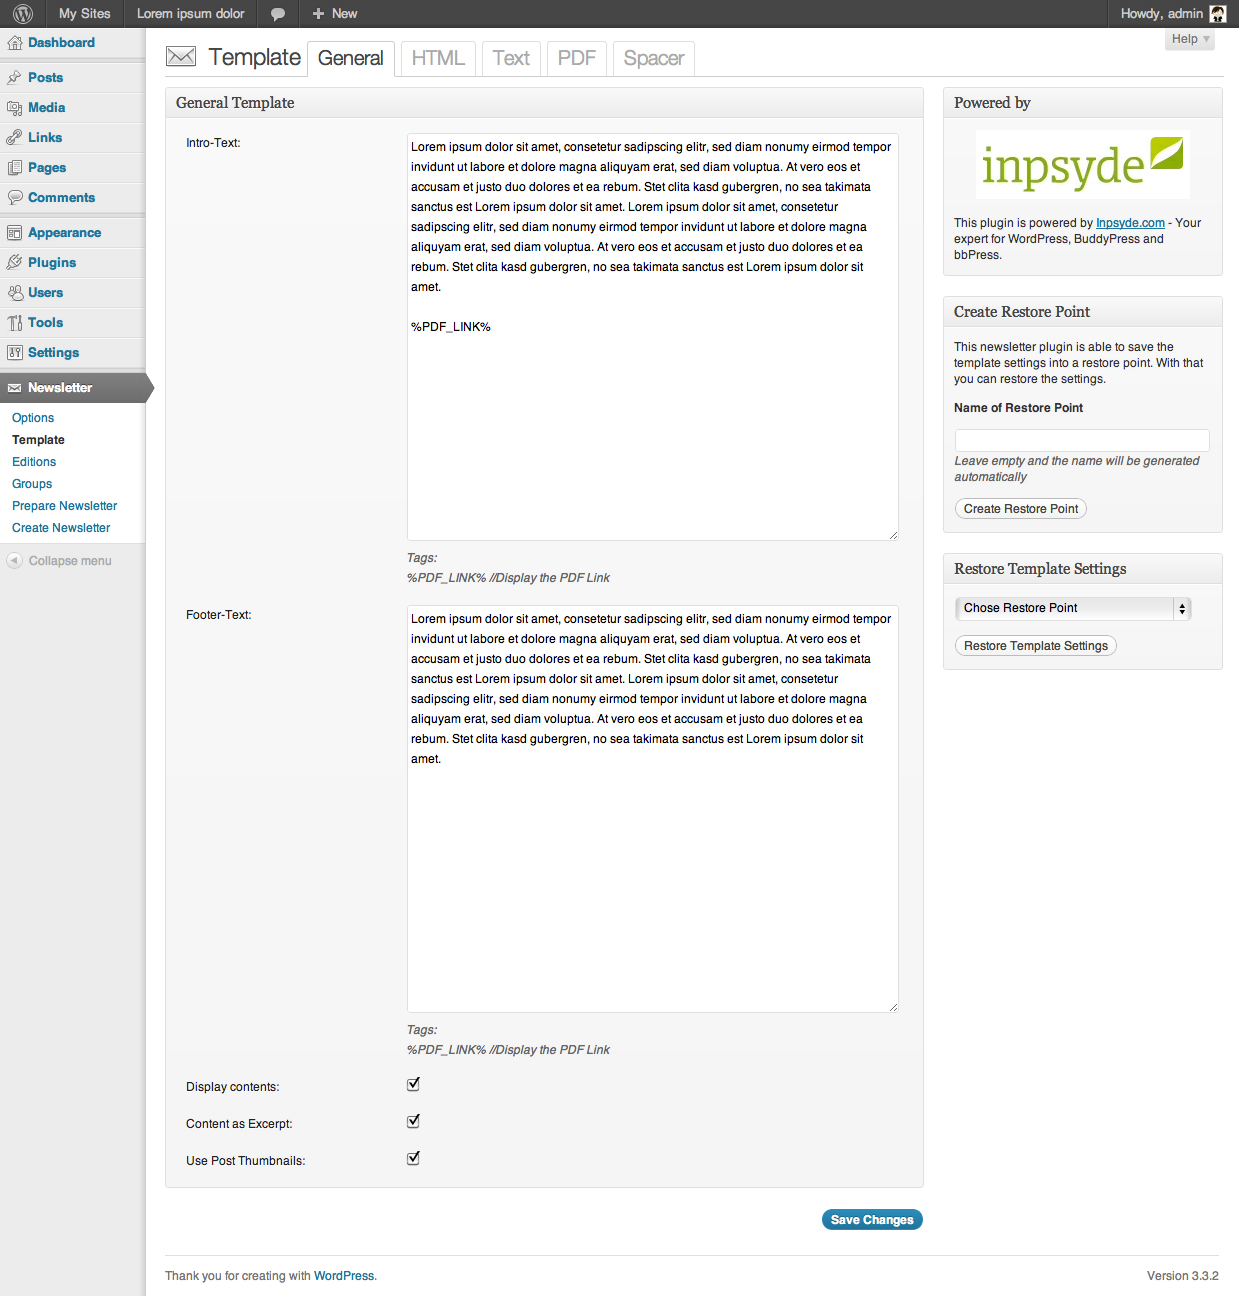 My Sites
Lorem ipsum dolor
New
Howdy, admin
Help
Dashboard
Posts
Media
Links
Pages
Comments
Appearance
Plugins
Users
Tools
Settings
Newsletter
Options
Template
Editions
Groups
Prepare Newsletter
Create Newsletter
Collapse menu
Template
General
HTML
Text
PDF
Spacer
General Template
Intro-Text:
Lorem ipsum dolor sit amet, consetetur sadipscing elitr, sed diam nonumy eirmod tempor
invidunt ut labore et dolore magna aliquyam erat, sed diam voluptua. At vero eos et
accusam et justo duo dolores et ea rebum. Stet clita kasd gubergren, no sea takimata
sanctus est Lorem ipsum dolor sit amet. Lorem ipsum dolor sit amet, consetetur
sadipscing elitr, sed diam nonumy eirmod tempor invidunt ut labore et dolore magna
aliquyam erat, sed diam voluptua. At vero eos et accusam et justo duo dolores et ea
rebum. Stet clita kasd gubergren, no sea takimata sanctus est Lorem ipsum dolor sit
amet.
%PDF_LINK%
Tags:
%PDF_LINK% //Display the PDF Link
Footer-Text:
Lorem ipsum dolor sit amet, consetetur sadipscing elitr, sed diam nonumy eirmod tempor
invidunt ut labore et dolore magna aliquyam erat, sed diam voluptua. At vero eos et
accusam et justo duo dolores et ea rebum. Stet clita kasd gubergren, no sea takimata
sanctus est Lorem ipsum dolor sit amet. Lorem ipsum dolor sit amet, consetetur
sadipscing elitr, sed diam nonumy eirmod tempor invidunt ut labore et dolore magna
aliquyam erat, sed diam voluptua. At vero eos et accusam et justo duo dolores et ea
rebum. Stet clita kasd gubergren, no sea takimata sanctus est Lorem ipsum dolor sit
amet.
Tags:
%PDF_LINK% //Display the PDF Link
Display contents:
Content as Excerpt:
Use Post Thumbnails:
Save Changes
Powered by
inpsyde
This plugin is powered by Inpsyde.com - Your
expert for WordPress, BuddyPress and
bbPress.
Create Restore Point
This newsletter plugin is able to save the
template settings into a restore point. With that
you can restore the settings.
Name of Restore Point
Leave empty and the name will be generated
automatically
Create Restore Point
Restore Template Settings
Chose Restore Point
Restore Template Settings
Thank you for creating with WordPress.
Version 3.3.2